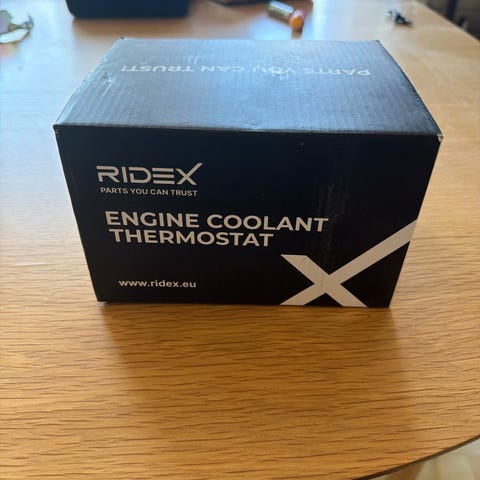 PARTS YOU CAN TRUST!
RIDEX
PARTS YOU CAN TRUST
ENGINE COOLANT
THERMOSTAT
www.ridex.eu